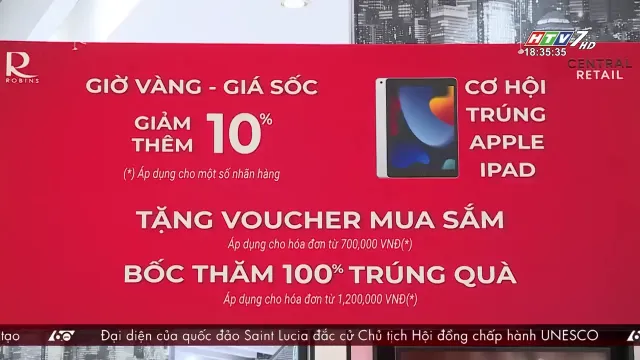 HTV7 HD
18:35:35
R
ROBINS
CENTRAL
RETAIL
GIỜ VÀNG - GIÁ SỐC
GIẢM
THÊM 10%
(*) Áp dụng cho một số nhãn hàng
CƠ HỘI
TRÚNG
APPLE
IPAD
TẶNG VOUCHER MUA SẮM
Áp dụng cho hóa đơn từ 700,000 VNĐ(*)
BỐC THĂM 100% TRÚNG QUÀ
Áp dụng cho hóa đơn từ 1,200,000 VNĐ(*)
tạo 60 Đại diện của quốc đảo Saint Lucia đắc cử Chủ tịch Hội đồng chấp hành UNESCO 60